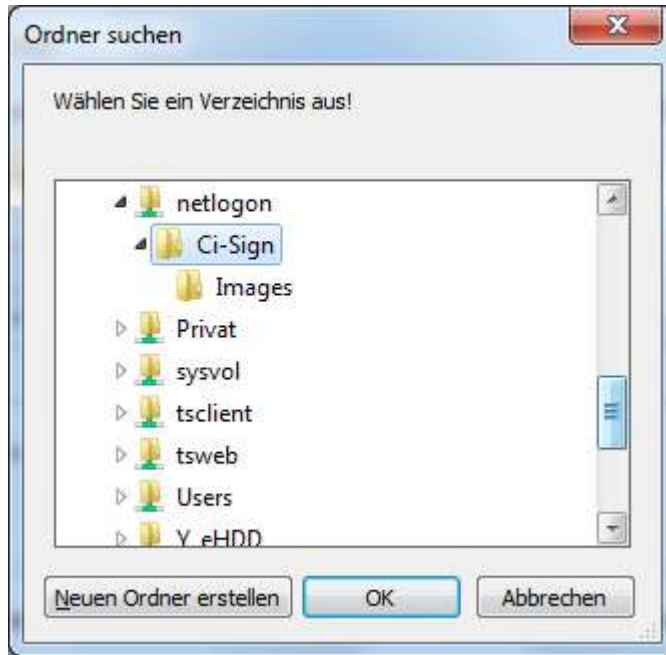 Ordner suchen
Wählen Sie ein Verzeichnis aus!
netlogon
Ci-Sign
Images
Privat
sysvol
tsclient
tsweb
Users
Y_eHDD
Neuen Ordner erstellen
OK
Abbrechen